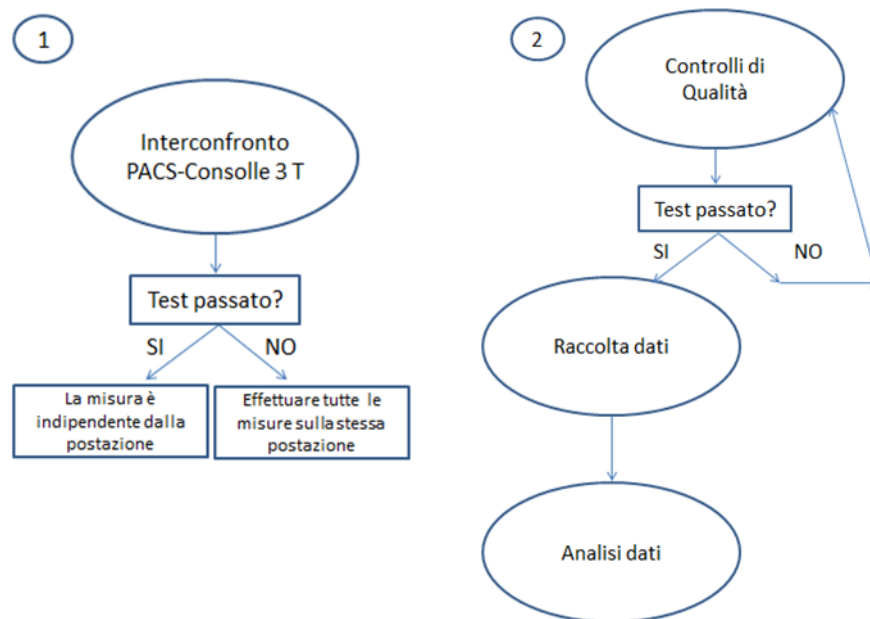 1
Interconfronto
PACS-Consolle 3 T
Test passato?
SI
NO
La misura è
indipendente dalla
postazione
Effettuare tutte le
misure sulla stessa
postazione
2
Controlli di
Qualità
Test passato?
SI
NO
Raccolta dati
Analisi dati